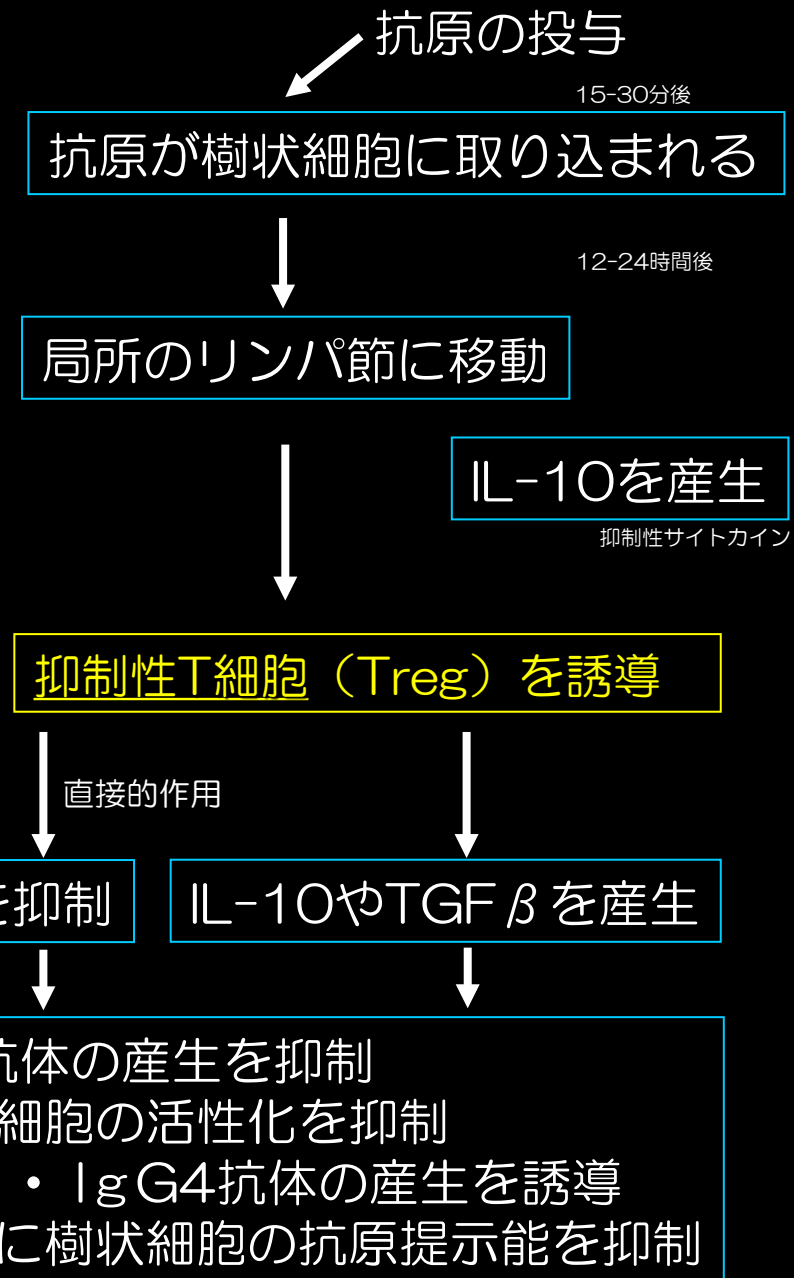 抗原の投与
15-30分後
抗原が樹状細胞に取り込まれる
12-24時間後
局所のリンパ節に移動
IL-10を産生
抑制性サイトカイン
抑制性T細胞（Treg）を誘導
直接的作用
を抑制
IL-10やTGFβを産生
抗体の産生を抑制
細胞の活性化を抑制
・IgG4抗体の産生を誘導
に樹状細胞の抗原提示能を抑制